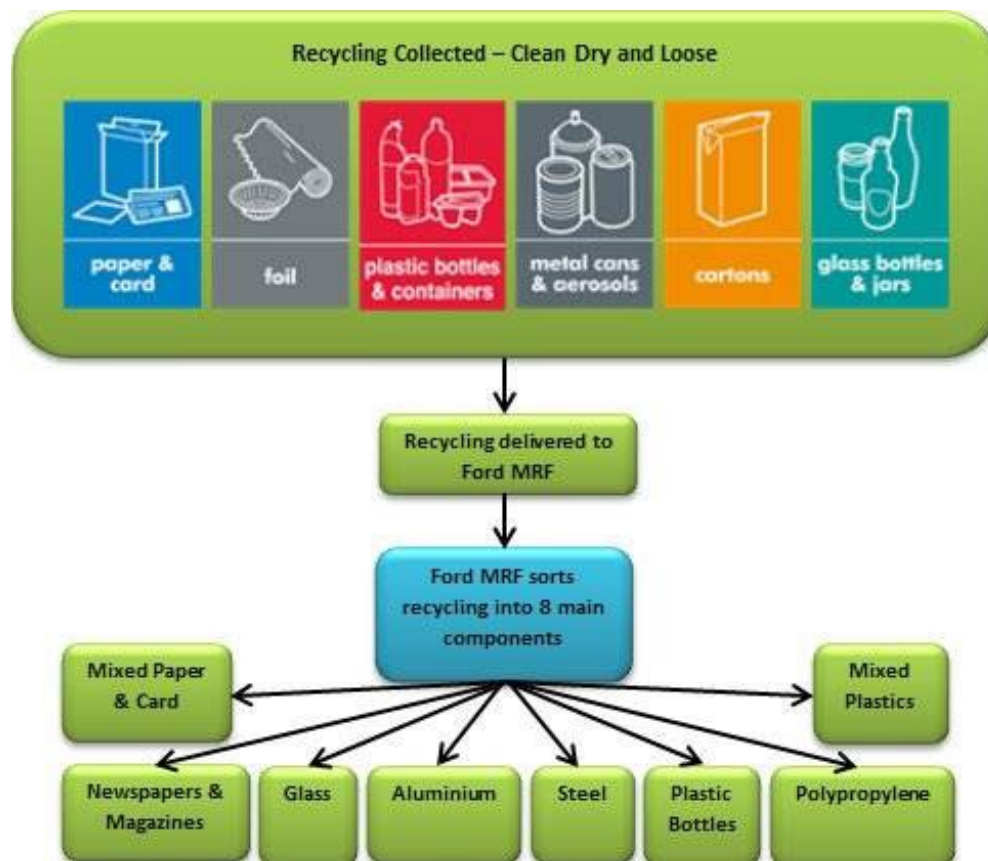 Recycling Collected – Clean Dry and Loose
paper &
card
foil
plastic bottles
& containers
metal cans
& aerosols
cartons
glass bottles
& jars
Recycling delivered to
Ford MRF
Ford MRF sorts
recycling into 8 main
components
Mixed Paper
& Card
Mixed
Plastics
Newspapers &
Magazines
Glass
Aluminium
Steel
Plastic
Bottles
Polypropylene